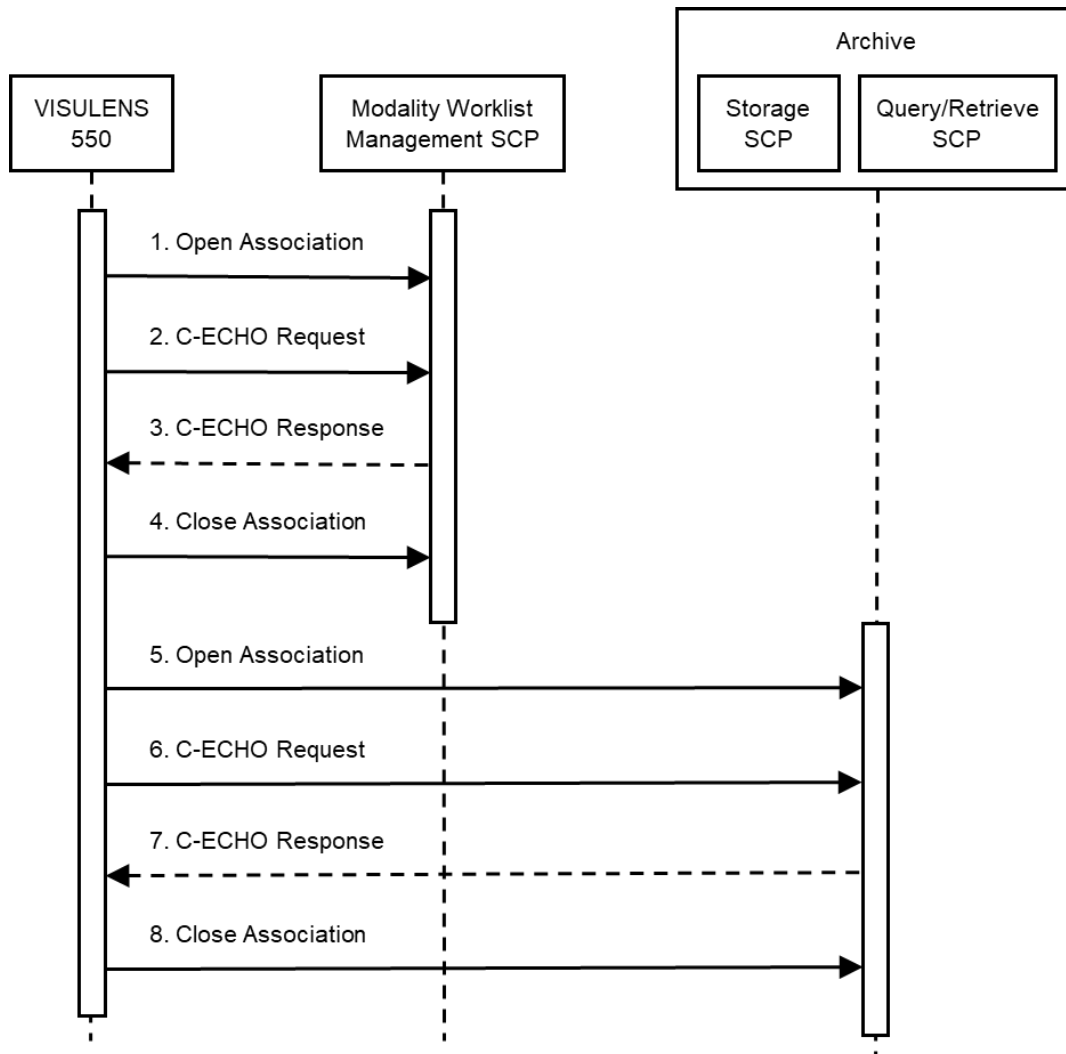 Archive
VISULENS
550
Modality Worklist
Management SCP
Storage
SCP
Query/Retrieve
SCP
1. Open Association
2. C-ECHO Request
3. C-ECHO Response
4. Close Association
5. Open Association
6. C-ECHO Request
7. C-ECHO Response
8. Close Association